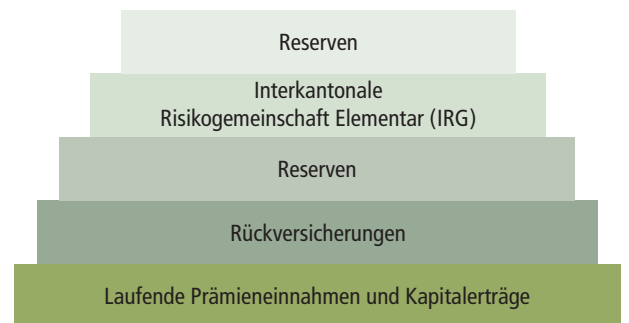 Reserven
Interkantonale
Risikogemeinschaft Elementar (IRG)
Reserven
Rückversicherungen
Laufende Prämieneinnahmen und Kapitalerträge